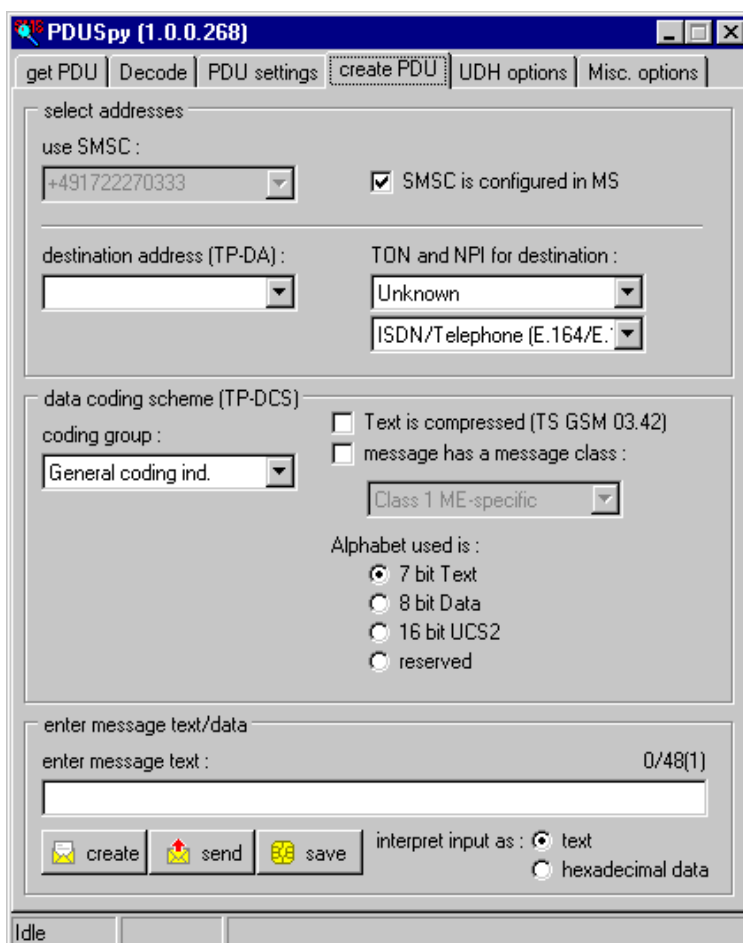 PDUSpy (1.0.0.268)
get PDU Decode PDU settings create PDU UDH options Misc. options
select addresses
use SMSC :
+491722270333 SMSC is configured in MS
destination address (TP-DA) : TON and NPI for destination :
Unknown
ISDN/Telephone (E.164/E.
data coding scheme (TP-DCS)
Text is compressed (TS GSM 03.42)
coding group :
message has a message class :
General coding ind.
Class 1 ME-specific
Alphabet used is :
7 bit Text
8 bit Data
16 bit UCS2
reserved
enter message text/data
enter message text : 0/48(1)
create send save interpret input as : text
hexadecimal data
Idle